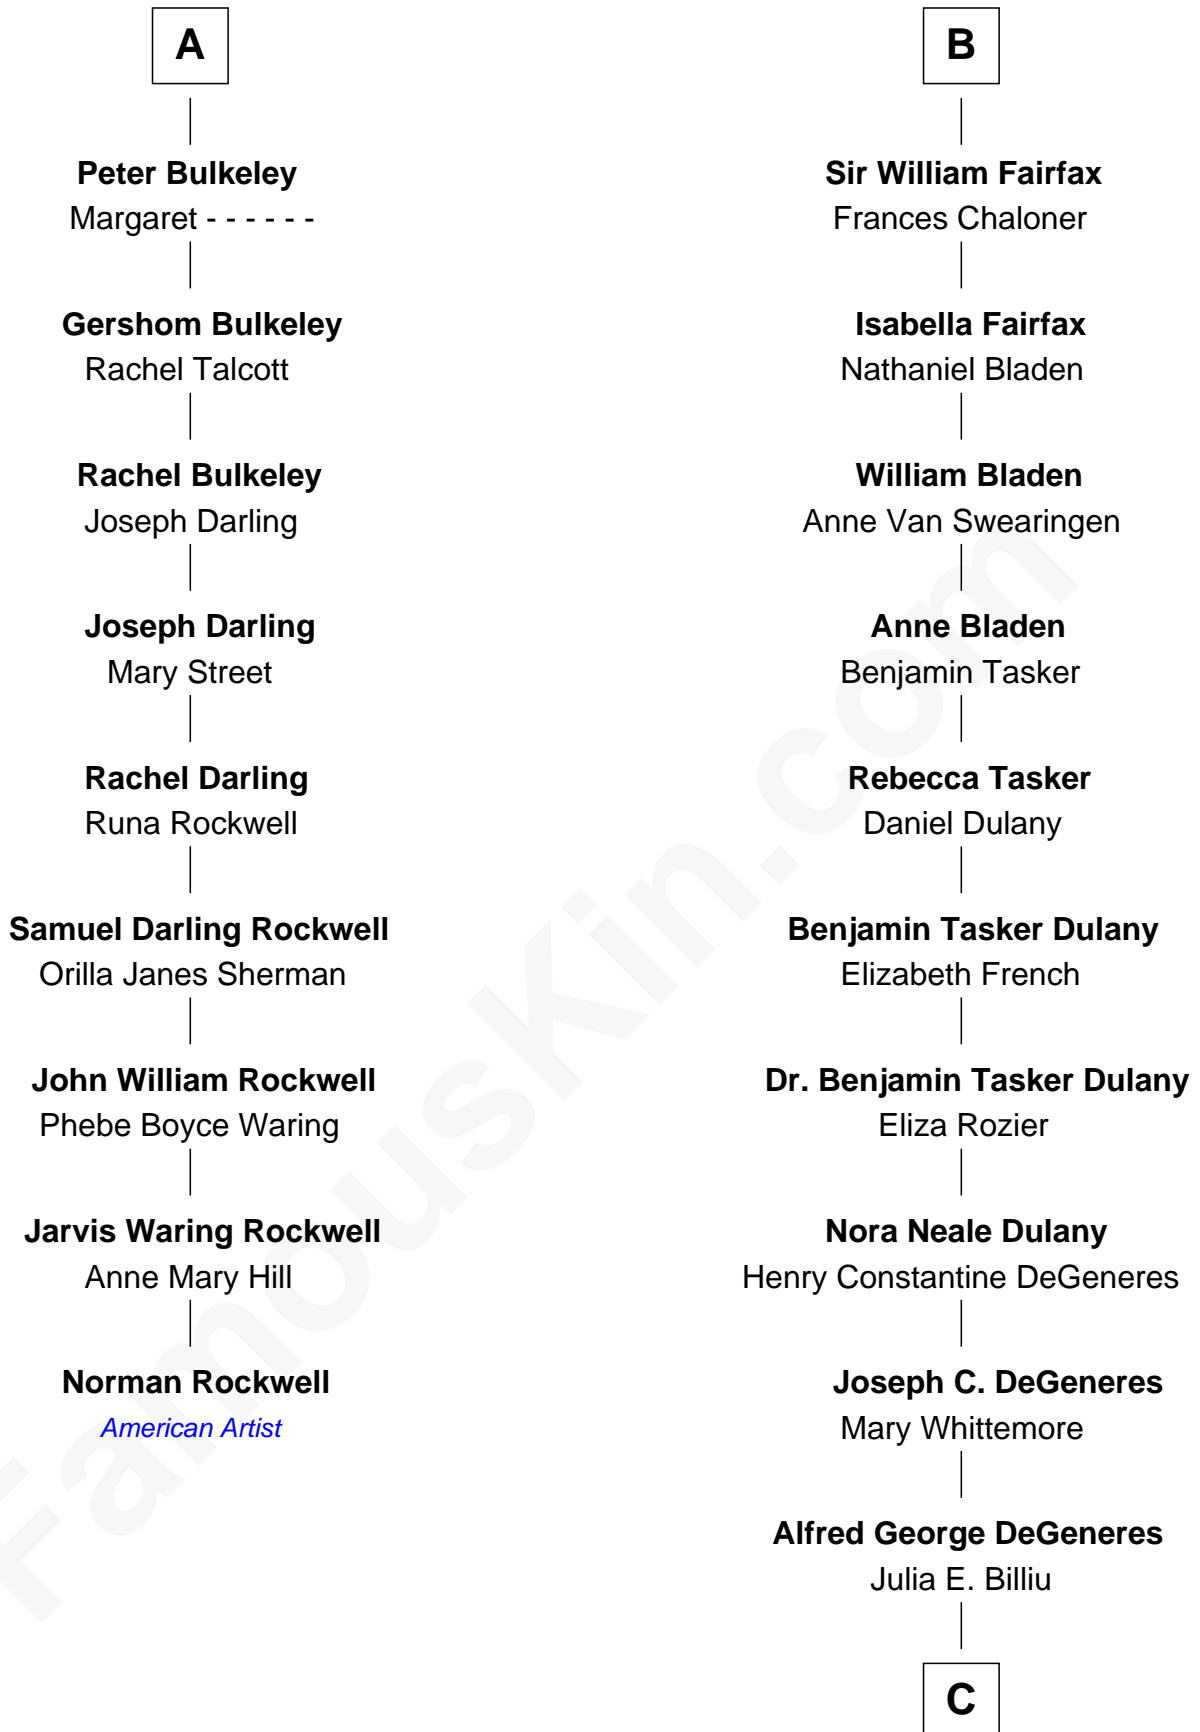 A
Peter Bulkeley
Margaret - - - - - -
Gershom Bulkeley
Rachel Talcott
Rachel Bulkeley
Joseph Darling
Joseph Darling
Mary Street
Rachel Darling
Runa Rockwell
Samuel Darling Rockwell
Orilla Janes Sherman
John William Rockwell
Phebe Boyce Waring
Jarvis Waring Rockwell
Anne Mary Hill
Norman Rockwell
American Artist
B
Sir William Fairfax
Frances Chaloner
Isabella Fairfax
Nathaniel Bladen
William Bladen
Anne Van Swearingen
Anne Bladen
Benjamin Tasker
Rebecca Tasker
Daniel Dulany
Benjamin Tasker Dulany
Elizabeth French
Dr. Benjamin Tasker Dulany
Eliza Rozier
Nora Neale Dulany
Henry Constantine DeGeneres
Joseph C. DeGeneres
Mary Whittemore
Alfred George DeGeneres
Julia E. Billiu
C
FamousKin.com